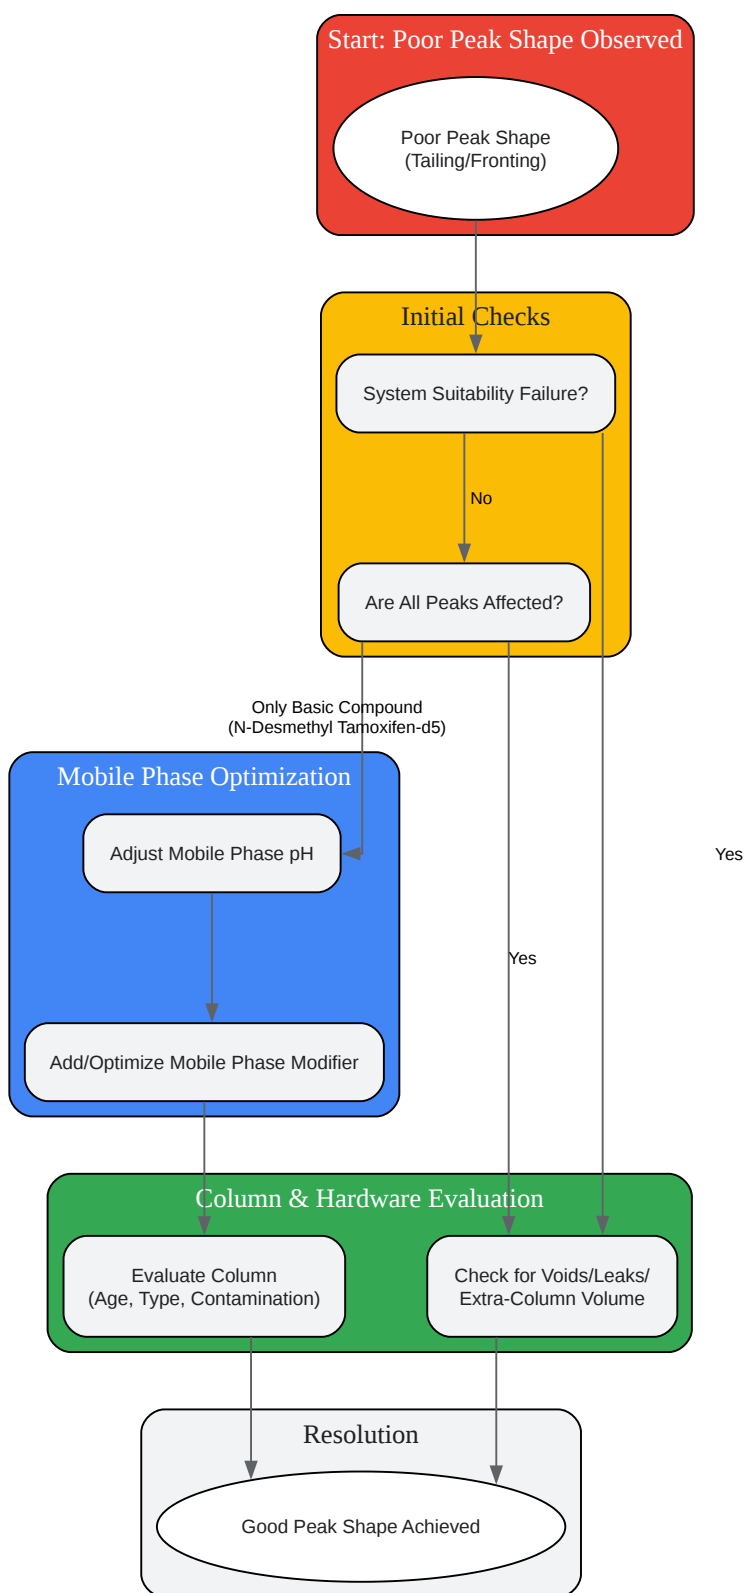 Start: Poor Peak Shape Observed
Poor Peak Shape
(Tailing/Fronting)
Initial Checks
System Suitability Failure?
No
Are All Peaks Affected?
Only Basic Compound
(N-Desmethyl Tamoxifen-d5)
Mobile Phase Optimization
Adjust Mobile Phase pH
Yes
Yes
Add/Optimize Mobile Phase Modifier
Column & Hardware Evaluation
Evaluate Column
(Age, Type, Contamination)
Check for Voids/Leaks/
Extra-Column Volume
Resolution
Good Peak Shape Achieved